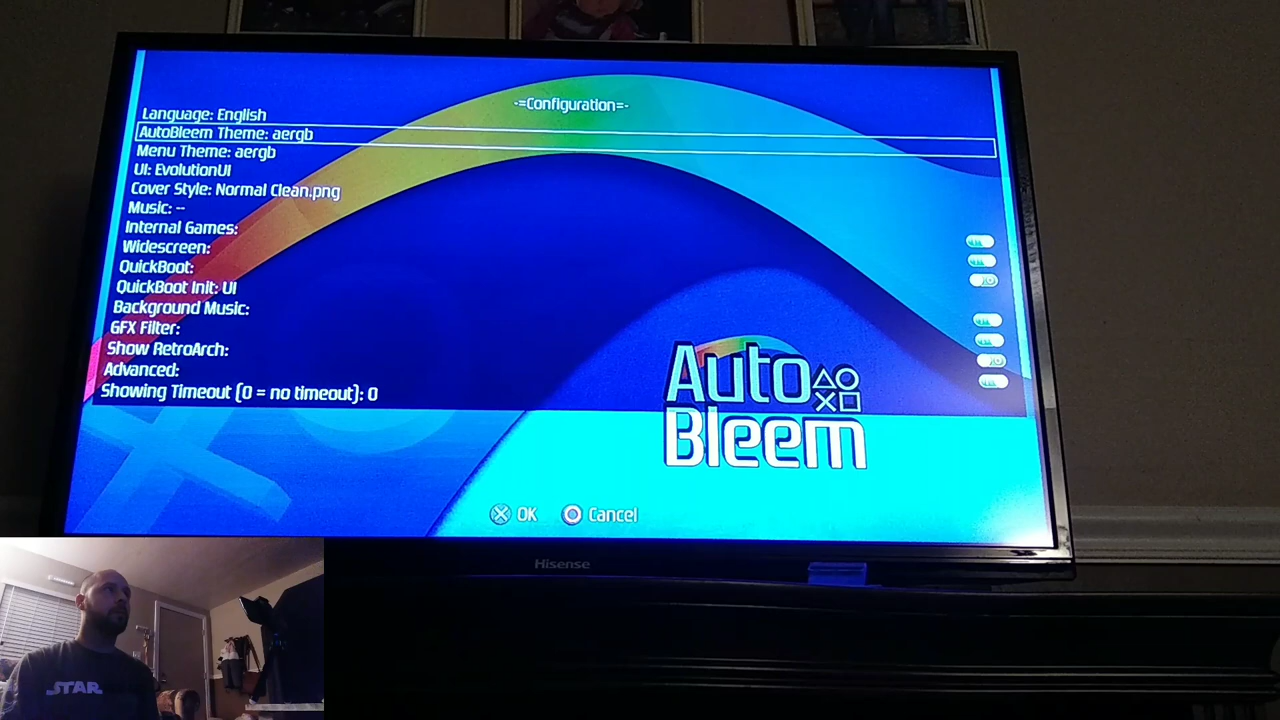 -=Configuration=-
Language: English
AutoBleem Theme: aergb
Menu Theme: aergb
UI: EvolutionUI
Cover Style: Normal Clean.png
Music: --
Internal Games:
Widescreen:
QuickBoot:
QuickBoot Init: UI
Background Music:
GFX Filter:
Show RetroArch:
Advanced:
Showing Timeout (0 = no timeout): 0
Auto
Bleem
OK Cancel
Hisense
STAR